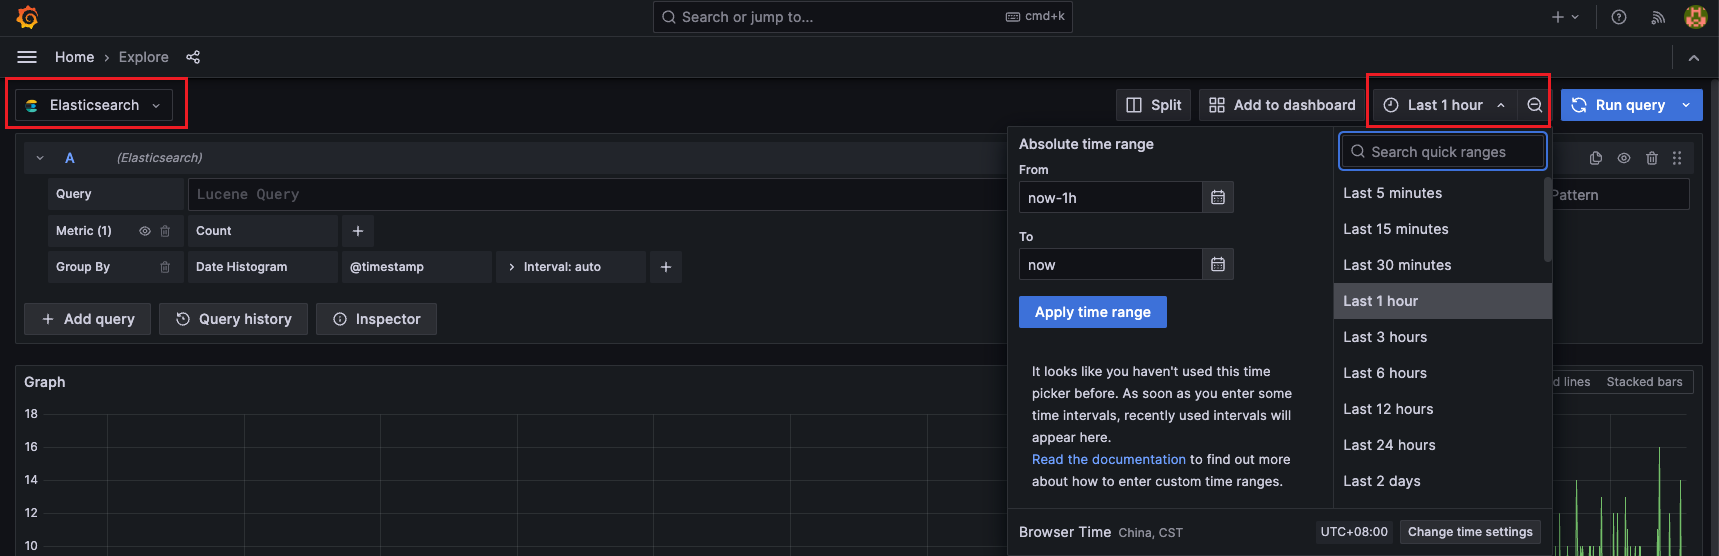 Search or jump to...
cmd+k
Home
Explore
Elasticsearch
Split
Add to dashboard
Last 1 hour
Run query
A
(Elasticsearch)
Query
Lucene Query
Pattern
Metric (1)
Count
Group By
Date Histogram
@timestamp
Interval: auto
Add query
Query history
Inspector
Absolute time range
From
now-1h
To
now
Apply time range
It looks like you haven't used this time
picker before. As soon as you enter some
time intervals, recently used intervals will
appear here.
Read the documentation to find out more
about how to enter custom time ranges.
Search quick ranges
Last 5 minutes
Last 15 minutes
Last 30 minutes
Last 1 hour
Last 3 hours
Last 6 hours
Last 12 hours
Last 24 hours
Last 2 days
Browser Time China, CST
UTC+08:00
Change time settings
Graph
lines
Stacked bars
18
16
14
12
10